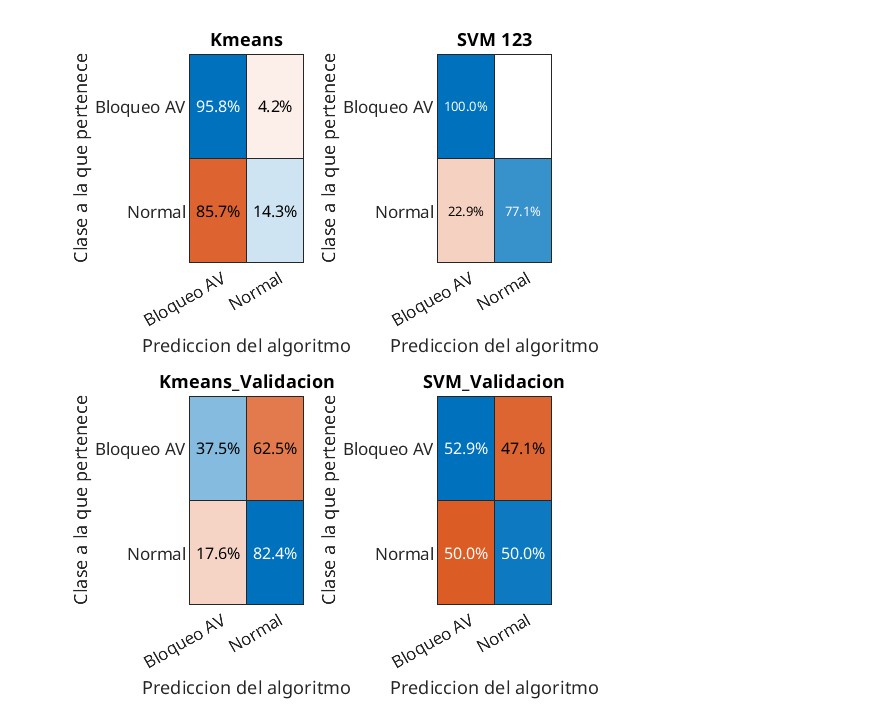 Kmeans
Clase a la que pertenece
Bloqueo AV
95.8%
4.2%
Normal
85.7%
14.3%
Bloqueo AV
Normal
Prediccion del algoritmo
SVM 123
Clase a la que pertenece
Bloqueo AV
100.0%
Normal
22.9%
77.1%
Bloqueo AV
Normal
Prediccion del algoritmo
Kmeans_Validacion
Clase a la que pertenece
Bloqueo AV
37.5%
62.5%
Normal
17.6%
82.4%
Bloqueo AV
Normal
Prediccion del algoritmo
SVM_Validacion
Clase a la que pertenece
Bloqueo AV
52.9%
47.1%
Normal
50.0%
50.0%
Bloqueo AV
Normal
Prediccion del algoritmo